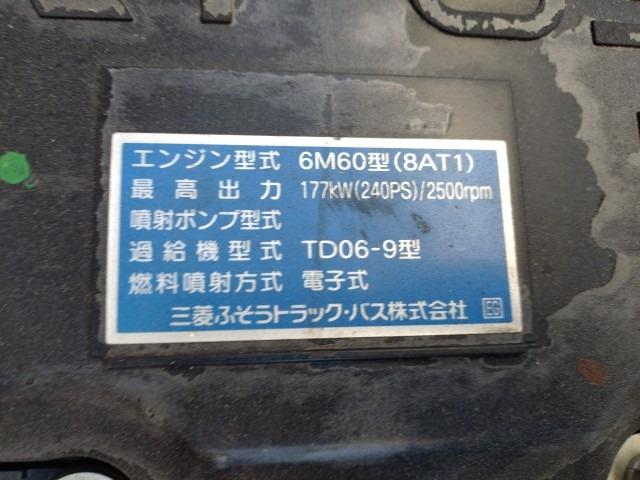 エンジン型式 6M60型(8AT1)
最高出力 177kW(240PS)/2500rpm
噴射ポンプ型式
過給機型式 TD06-9型
燃料噴射方式 電子式
三菱ふそうトラック・バス株式会社 EG